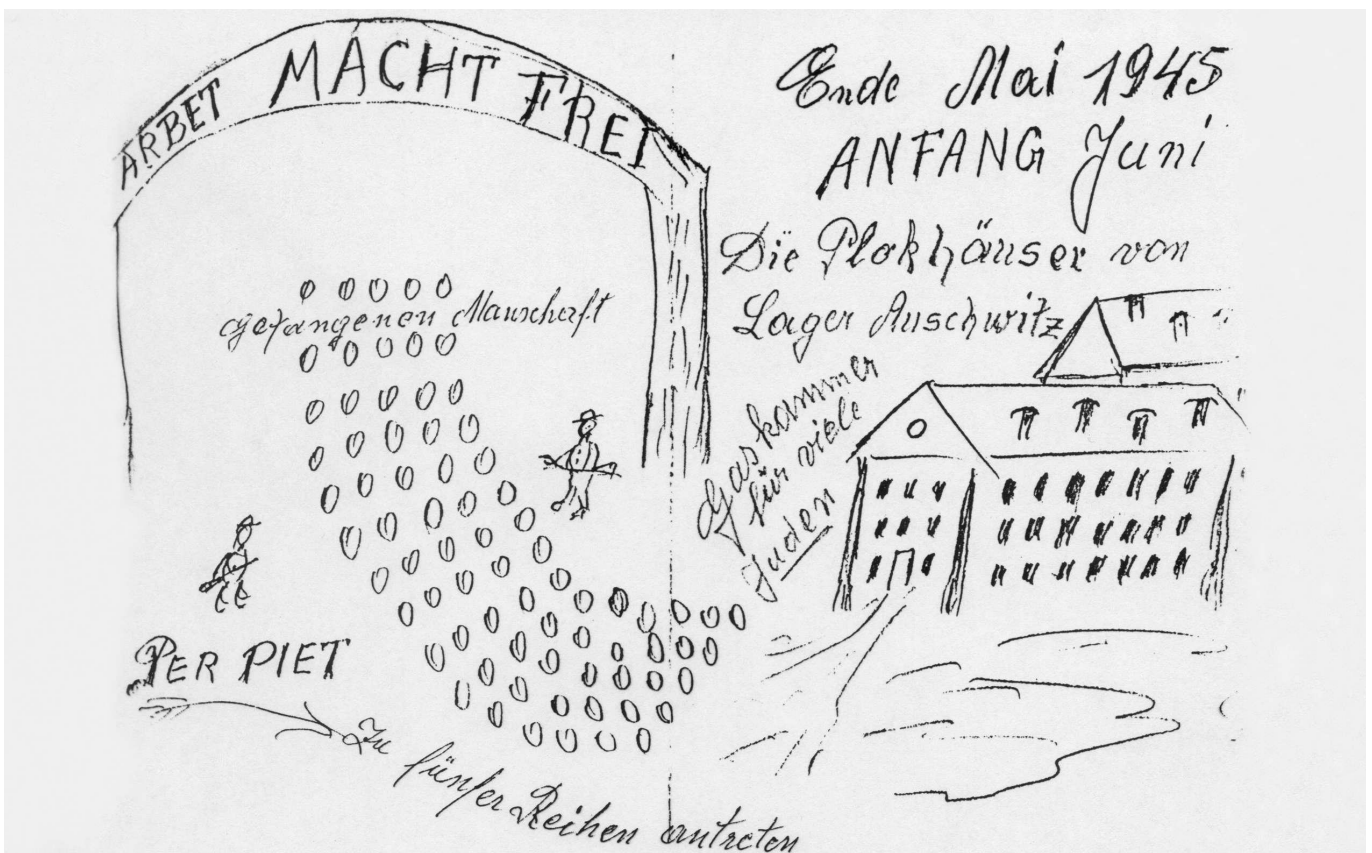 ARBET MACHT FREI
Ende Mai 1945
ANFANG Juni
Die Plokhäuser von
Lager Auschwitz
gefangenen Mannschaft
Gaskammer
für viele
Juden
PER PIET
Zu fünfer Reihen antreten